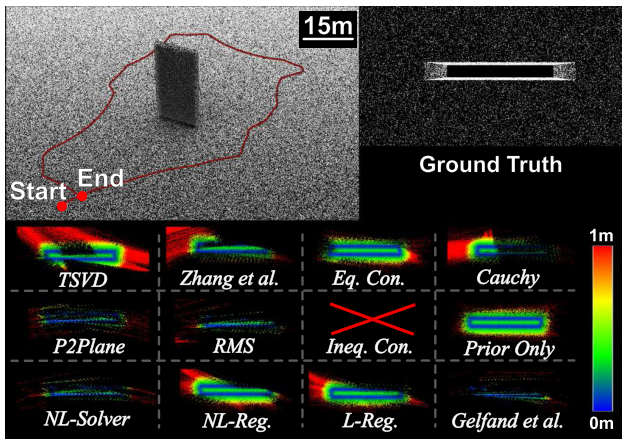 15m
Start
End
Ground Truth
TSVD
Zhang et al.
Eq. Con.
Cauchy
1m
P2Plane
RMS
Ineq. Con.
Prior Only
NL-Solver
NL-Reg.
L-Reg.
Gelfand et al.
0m